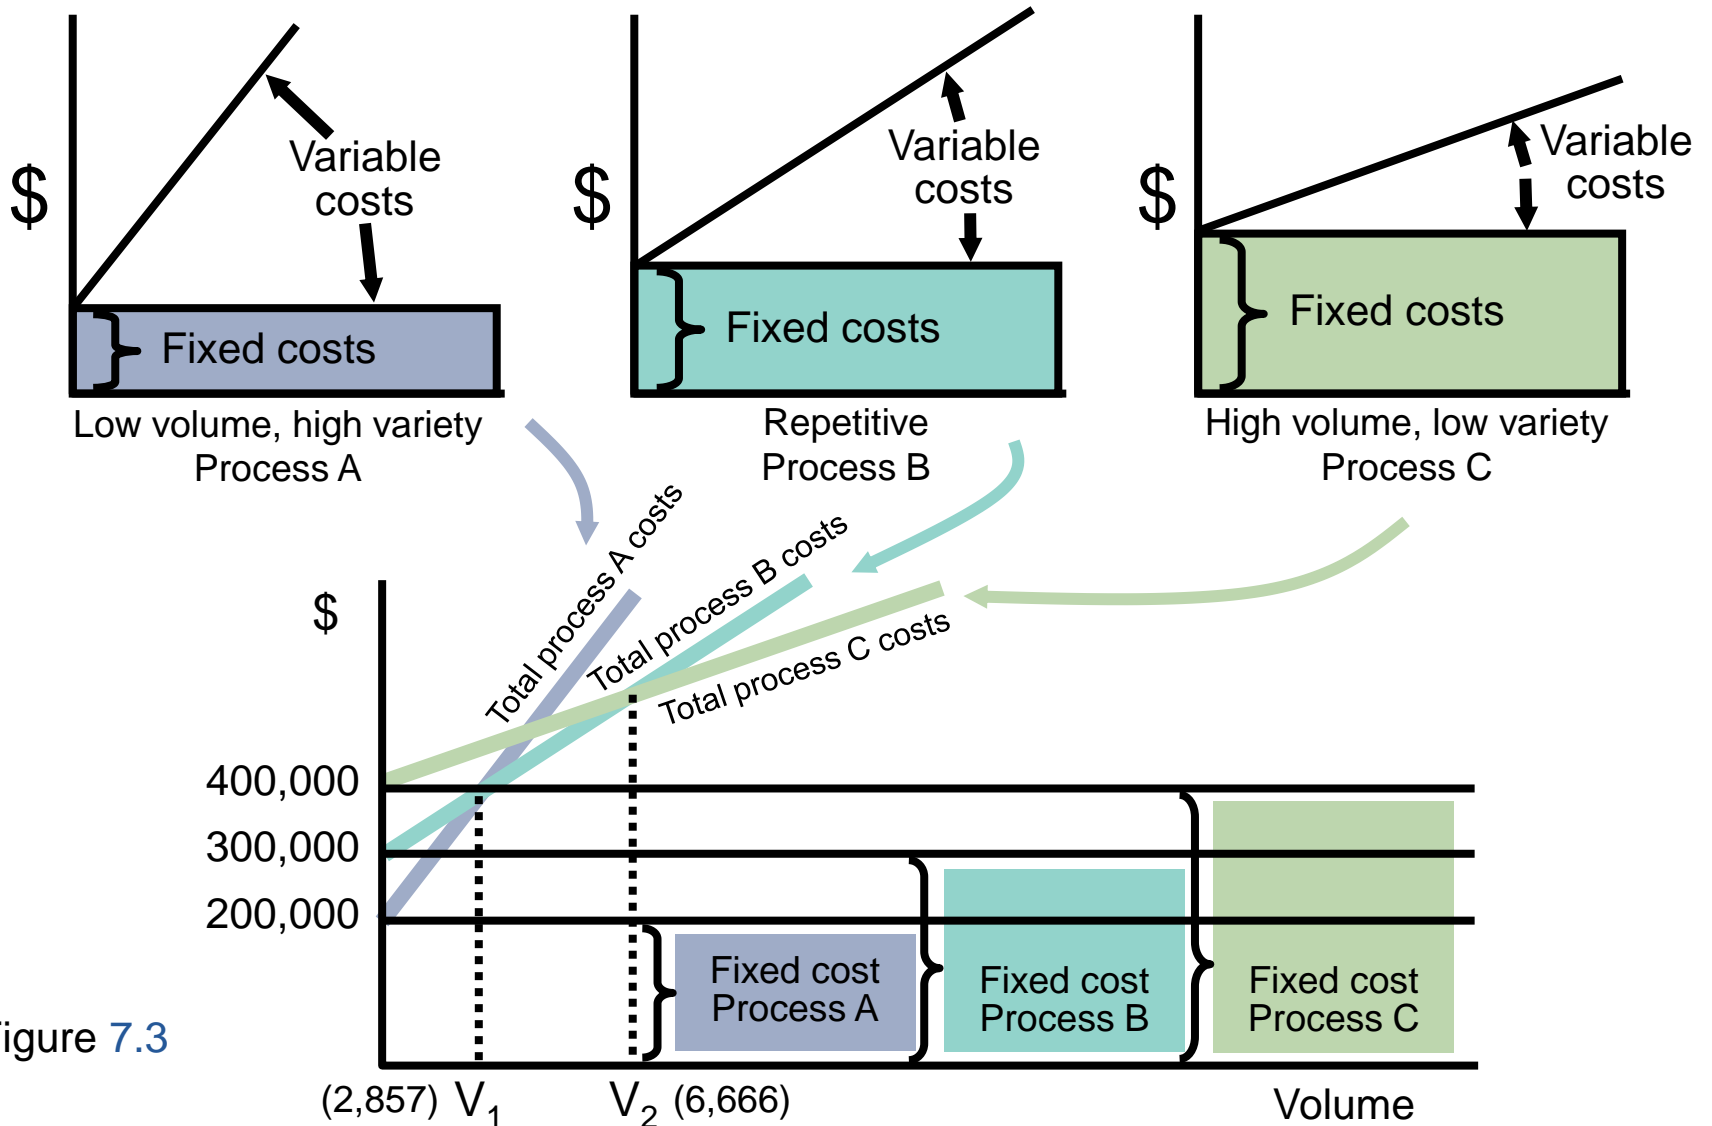 $
Variable
costs
Fixed costs
Low volume, high variety
Process A
$
Variable
costs
Fixed costs
Repetitive
Process B
$
Variable
costs
Fixed costs
High volume, low variety
Process C
$
Total process A costs
Total process B costs
Total process C costs
400,000
300,000
200,000
Fixed cost
Process A
Fixed cost
Process B
Fixed cost
Process C
(2,857) V1 V2 (6,666) Volume
igure 7.3